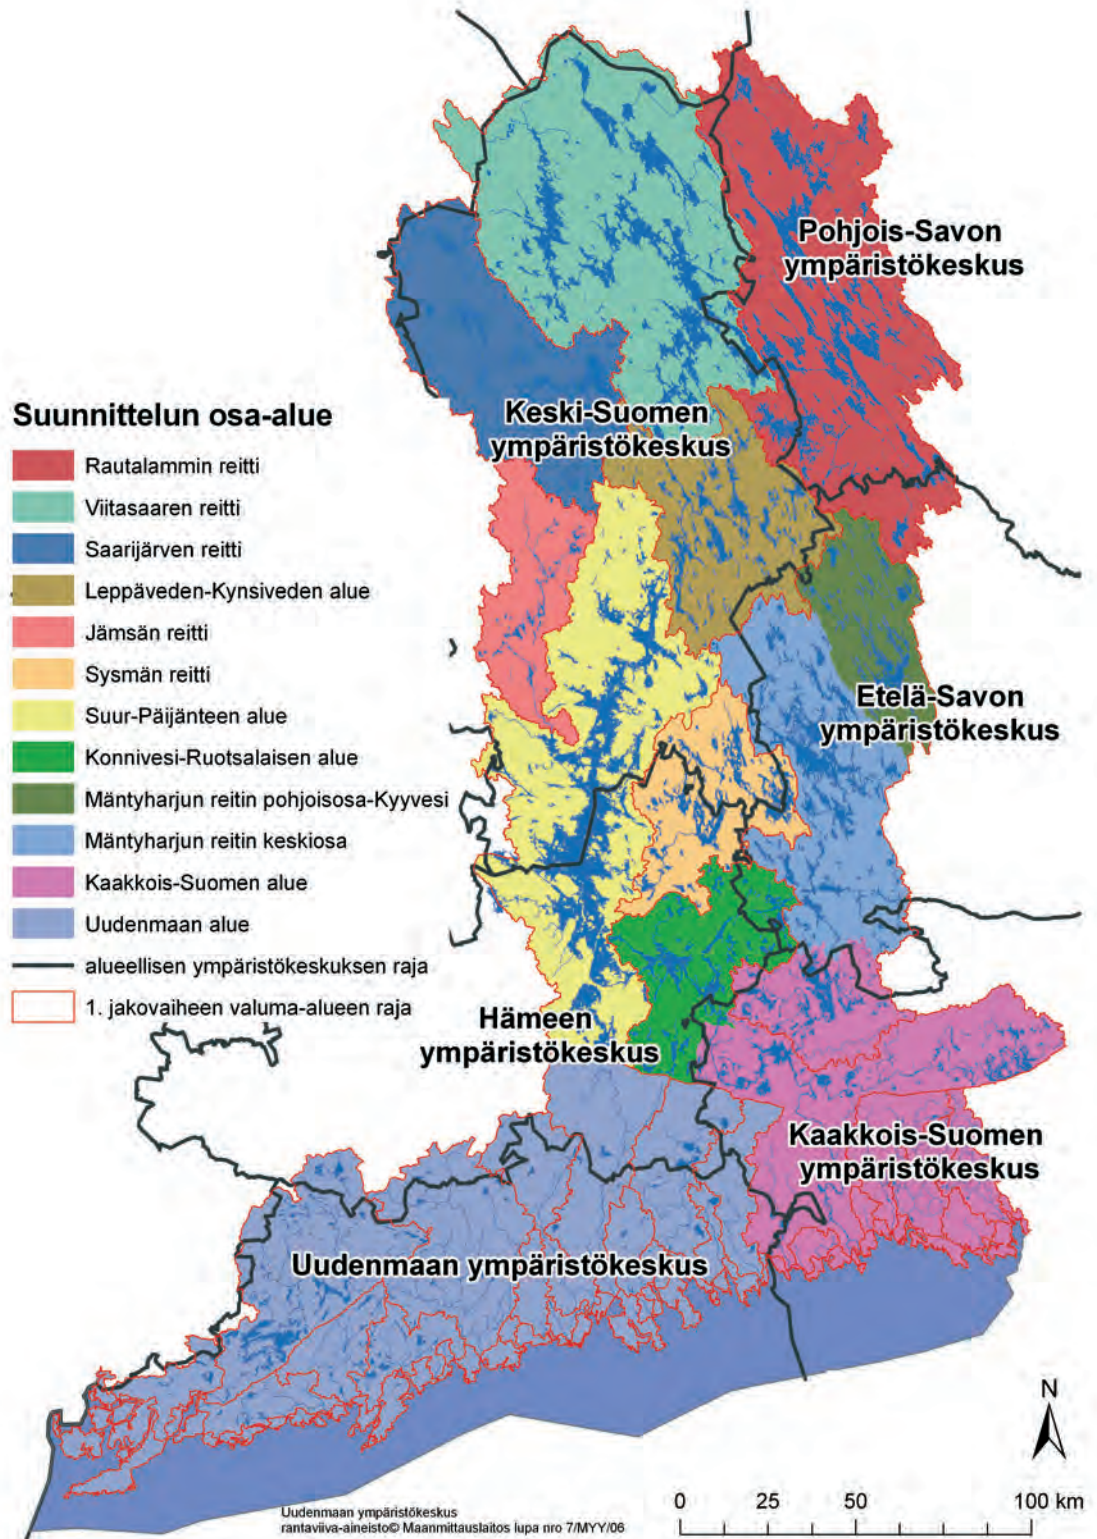 Pohjois-Savon
ympäristökeskus
Suunnittelun osa-alue
Rautalammin reitti
Viitasaaren reitti
Saarijärven reitti
Leppäveden-Kynsiveden alue
Jämsän reitti
Sysmän reitti
Suur-Päijänteen alue
Konnivesi-Ruotsalaisen alue
Mäntyharjun reitin pohjoisosa-Kyyvesi
Mäntyharjun reitin keskiosa
Kaakkois-Suomen alue
Uudenmaan alue
alueellisen ympäristökeskuksen raja
1. jakovaiheen valuma-alueen raja
Keski-Suomen
ympäristökeskus
Etelä-Savon
ympäristökeskus
Hämeen
ympäristökeskus
Kaakkois-Suomen
ympäristökeskus
Uudenmaan ympäristökeskus
N
0 25 50 100 km
Uudenmaan ympäristökeskus
rantaviiva-aineisto© Maanmittauslaitos lupa nro 7/MYY/06